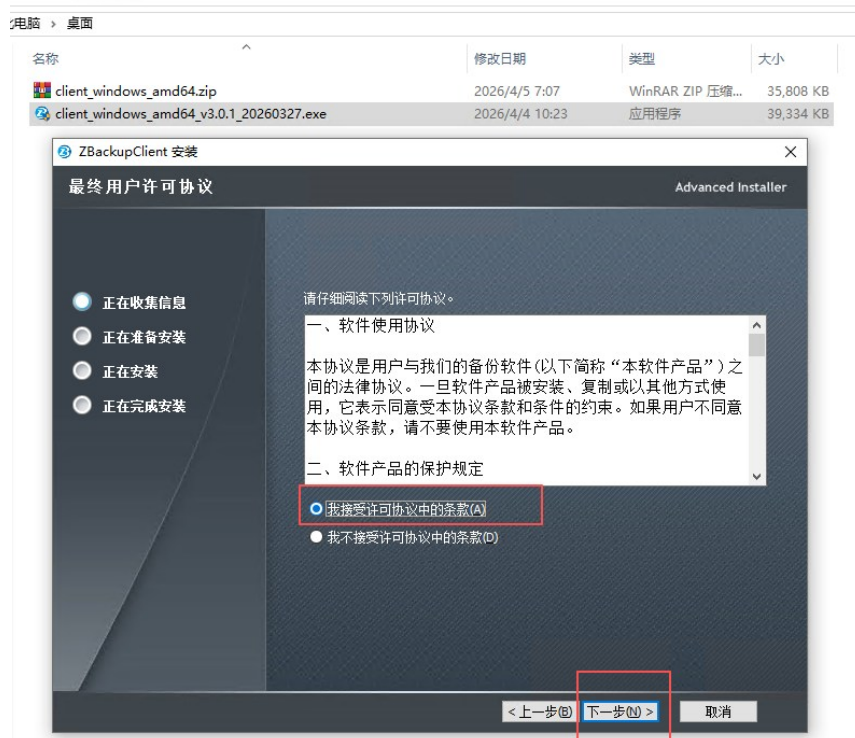 电脑 › 桌面
名称 修改日期 类型 大小
client_windows_amd64.zip 2026/4/5 7:07 WinRAR ZIP 压缩... 35,808 KB
client_windows_amd64_v3.0.1_20260327.exe 2026/4/4 10:23 应用程序 39,334 KB
ZBackupClient 安装
最终用户许可协议 Advanced Installer
正在收集信息
正在准备安装
正在安装
正在完成安装
请仔细阅读下列许可协议。
一、软件使用协议
本协议是用户与我们的备份软件(以下简称“本软件产品”)之
间的法律协议。一旦软件产品被安装、复制或以其他方式使
用，它表示同意受本协议条款和条件的约束。如果用户不同意
本协议条款，请不要使用本软件产品。
二、软件产品的保护规定
我接受许可协议中的条款(A)
我不接受许可协议中的条款(D)
<上一步(B) 下一步(N) > 取消